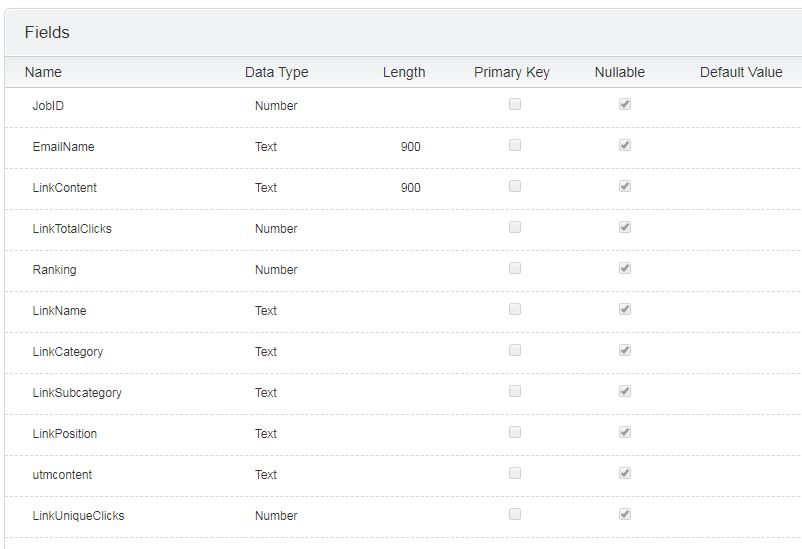 Fields
Name Data Type Length Primary Key Nullable Default Value
JobID Number
EmailName Text 900
LinkContent Text 900
LinkTotalClicks Number
Ranking Number
LinkName Text
LinkCategory Text
LinkSubcategory Text
LinkPosition Text
utmcontent Text
LinkUniqueClicks Number